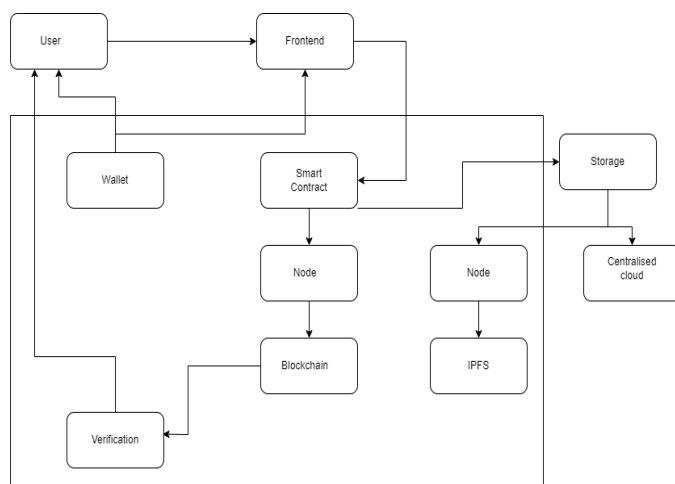 User
Frontend
Wallet
Smart
Contract
Storage
Node
Node
Centralised
cloud
Blockchain
IPFS
Verification